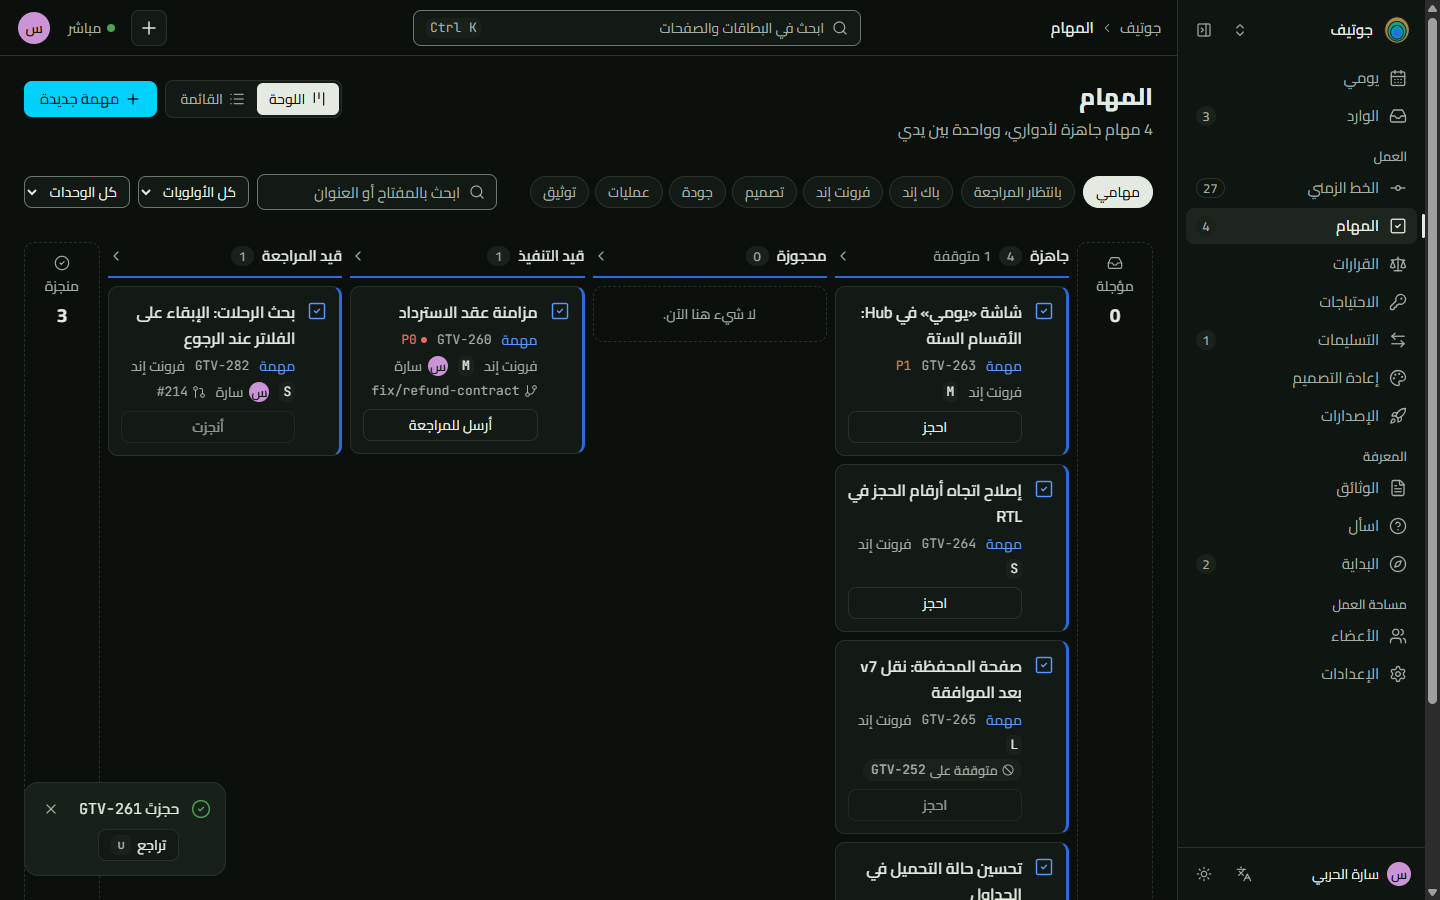 جوتيف
يومي
الوارد 3
العمل
الخط الزمني 27
المهام 4
القرارات
الاحتياجات
التسليمات 1
إعادة التصميم
الإصدارات
المعرفة
الوثائق
اسأل
البداية 2
مساحة العمل
الأعضاء
الإعدادات
س سارة الحربي
جوتيف المهام
ابحث في البطاقات والصفحات Ctrl K
مباشر س
المهام
4 مهام جاهزة لأدواري، وواحدة بين يدي
اللوحة القائمة
مهمة جديدة
مهامي بانتظار المراجعة باك إند فرونت إند تصميم جودة عمليات توثيق
ابحث بالمفتاح أو العنوان
كل الأولويات كل الوحدات
مؤجلة
0
جاهزة 4 1 متوقفة
شاشة «يومي» في Hub:
الأقسام الستة
مهمة GTV-263 P1
فرونت إند M
احجز
إصلاح اتجاه أرقام الحجز في
RTL
مهمة GTV-264 فرونت إند
S
احجز
صفحة المحفظة: نقل v7
بعد الموافقة
مهمة GTV-265 فرونت إند
L
متوقفة على GTV-252
احجز
تحسين حالة التحميل في
الجداول
محجوزة 0
لا شيء هنا الآن.
قيد التنفيذ 1
مزامنة عقد الاسترداد
مهمة GTV-260 P0
فرونت إند M س سارة
fix/refund-contract
أرسل للمراجعة
قيد المراجعة 1
بحث الرحلات: الإبقاء على
الفلاتر عند الرجوع
مهمة GTV-282 فرونت إند
S س سارة #214
أنجزت
منجزة
3
حجزت GTV-261
تراجع U